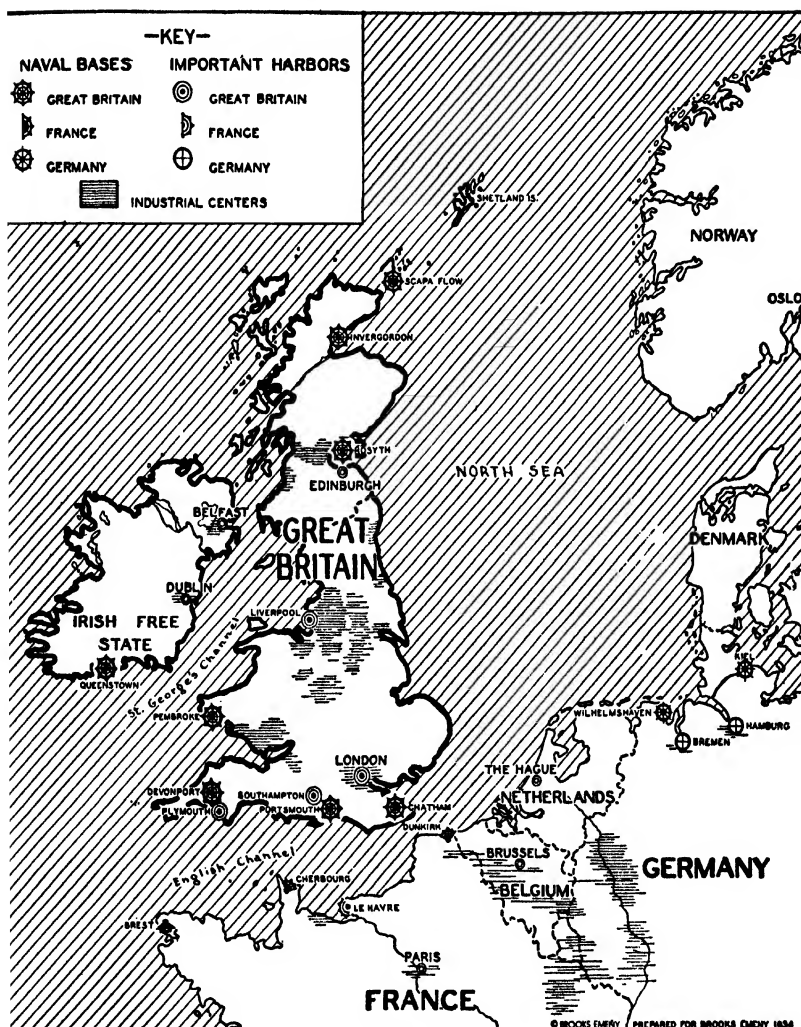 —KEY—
NAVAL BASES
GREAT BRITAIN
FRANCE
GERMANY
IMPORTANT HARBORS
GREAT BRITAIN
FRANCE
GERMANY
INDUSTRIAL CENTERS
SHETLAND IS.
NORWAY
OSLO
SCAPA FLOW
INVERGORDON
ROSYTH
EDINBURGH
NORTH SEA
BELFAST
GREAT
BRITAIN
DENMARK
DUBLIN
LIVERPOOL
IRISH FREE
STATE
QUEENSTOWN
St. George's Channel
KIEL
PEMBROKE
WILHELMSHAVEN
HAMBURG
BREMEN
LONDON
THE HAGUE
DEVONPORT
SOUTHAMPTON
NETHERLANDS
PLYMOUTH
PORTSMOUTH
CHATHAM
DUNKIRK
BRUSSELS
GERMANY
English Channel
CHERBOURG
BELGIUM
LE HAVRE
BREST
PARIS
FRANCE
© BROOKS EMENY PREPARED FOR BROOKS EMENY 1934